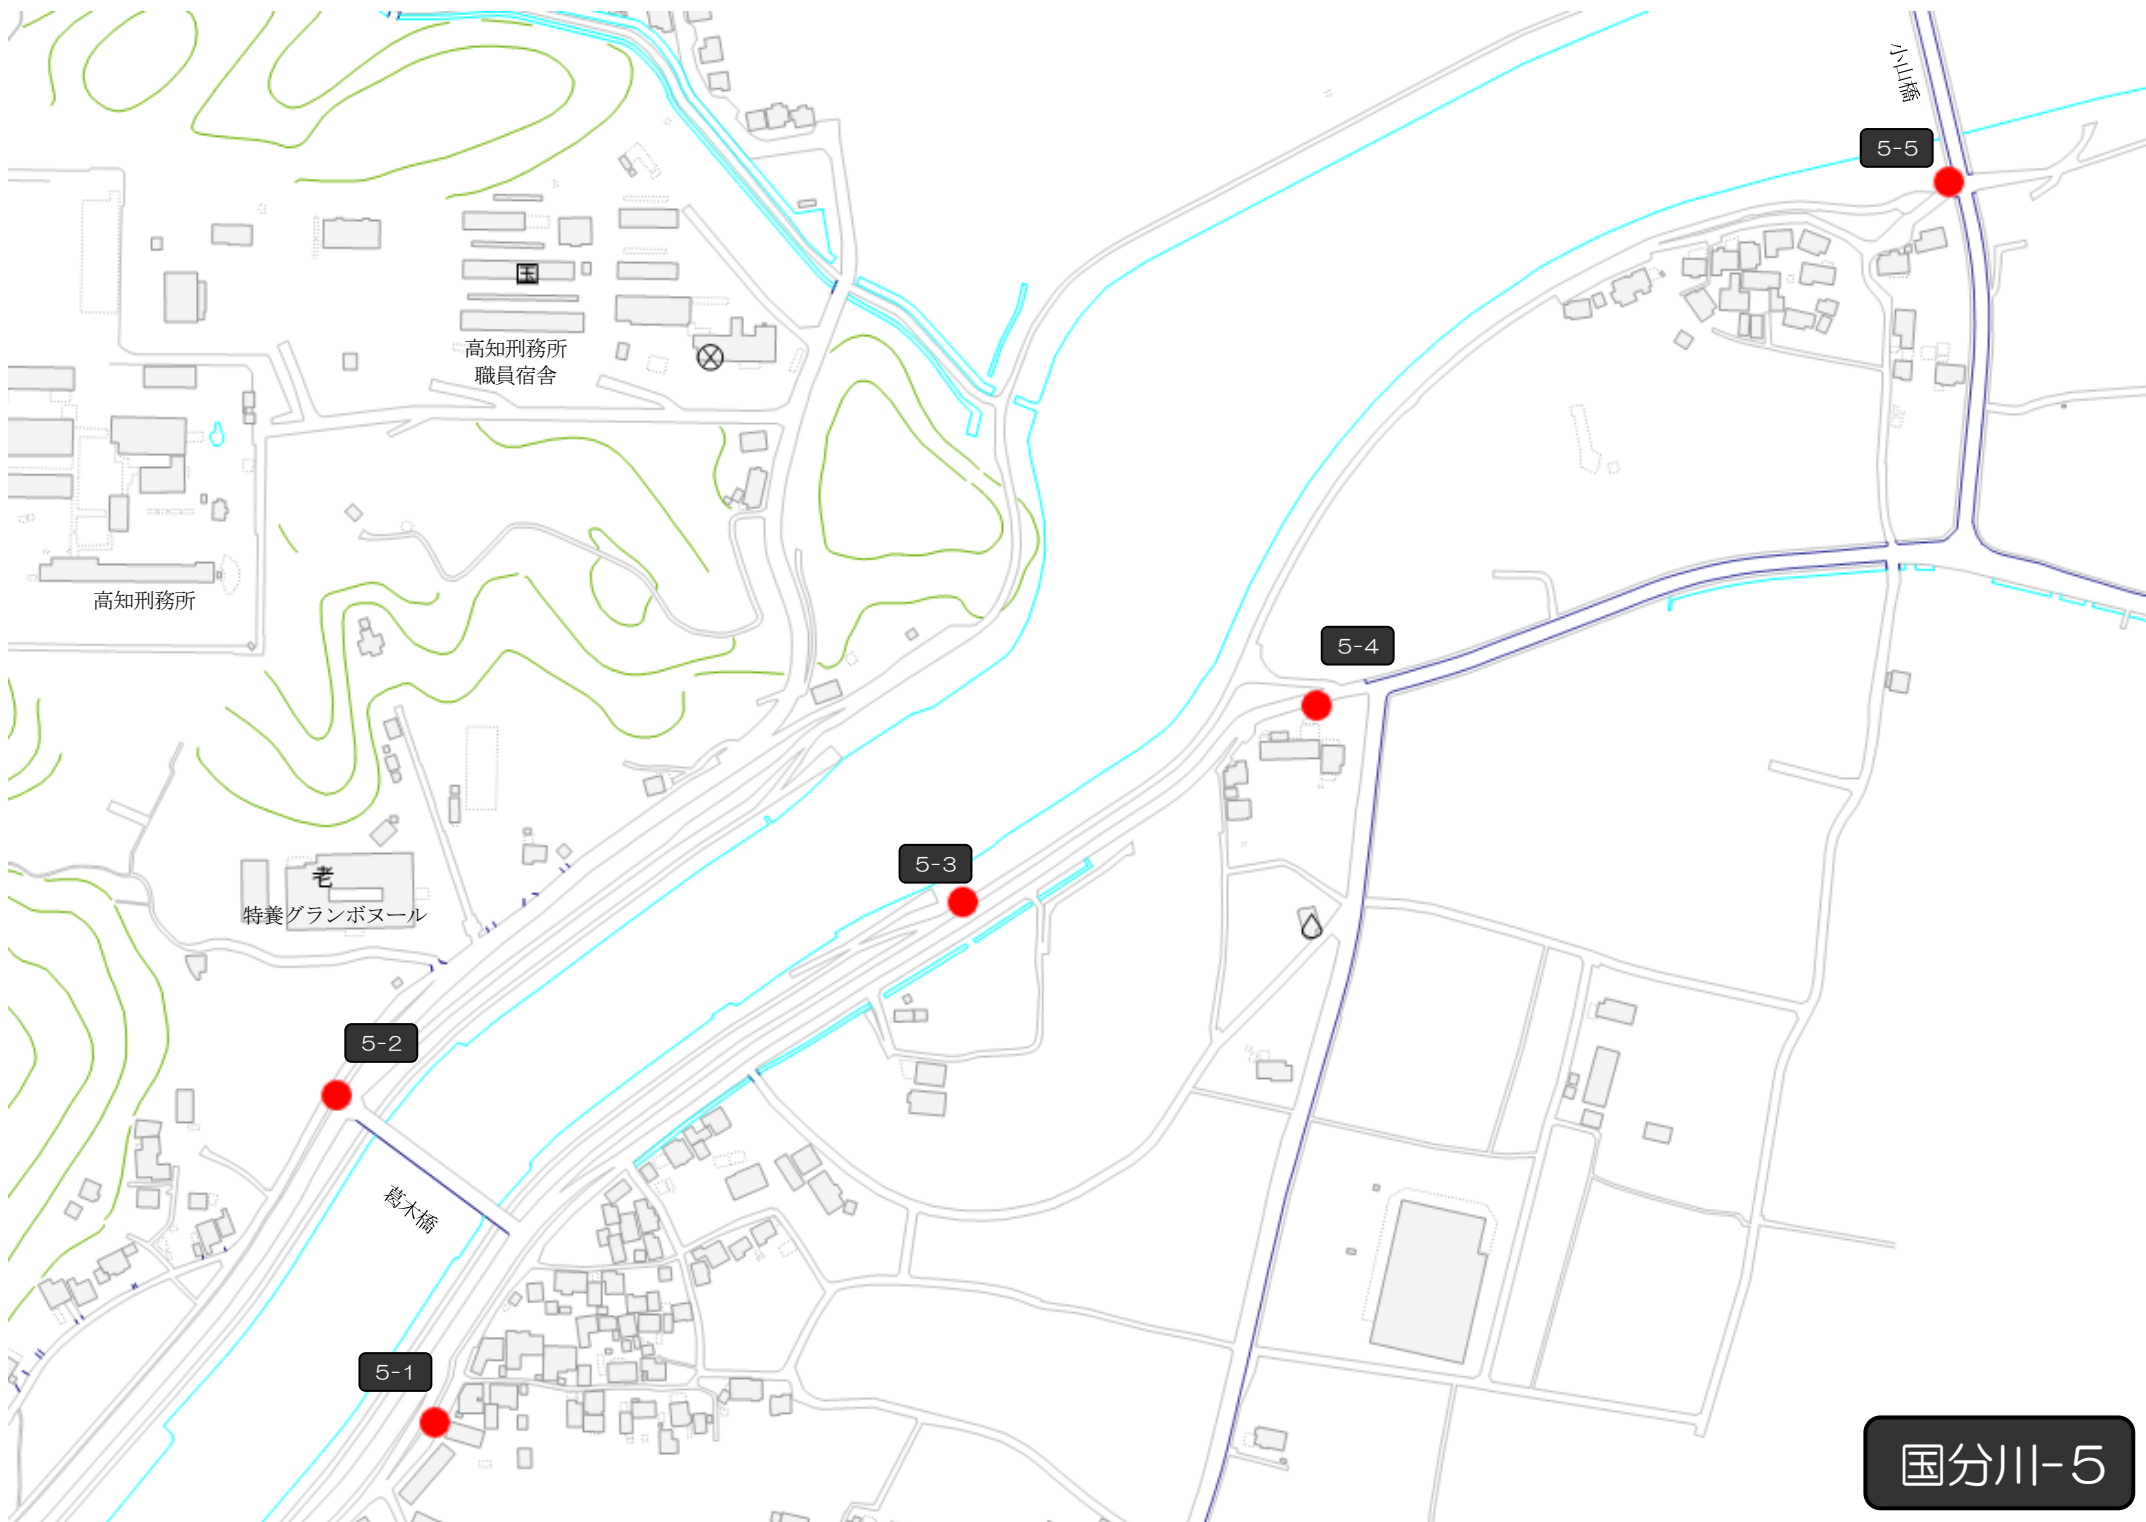 小山橋
5-5
国
高知刑務所
職員宿舎
高知刑務所
5-4
5-3
老
特養グランボヌール
5-2
葛木橋
5-1
国分川-5